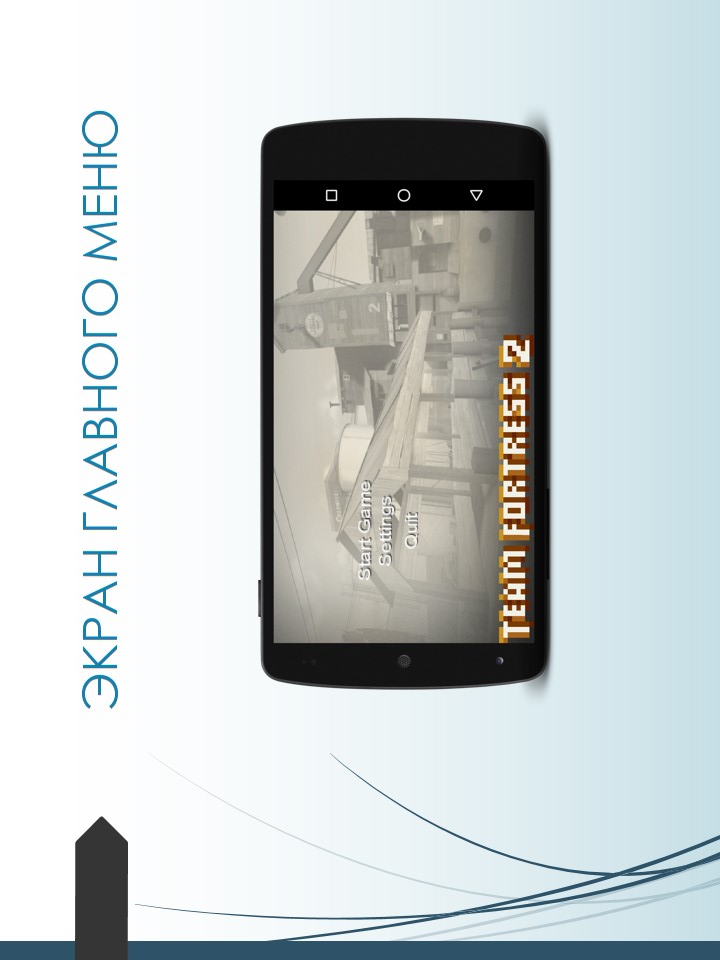 ЭКРАН ГЛАВНОГО МЕНЮ
Start Game
Settings
Quit
TEAM FORTRESS 2